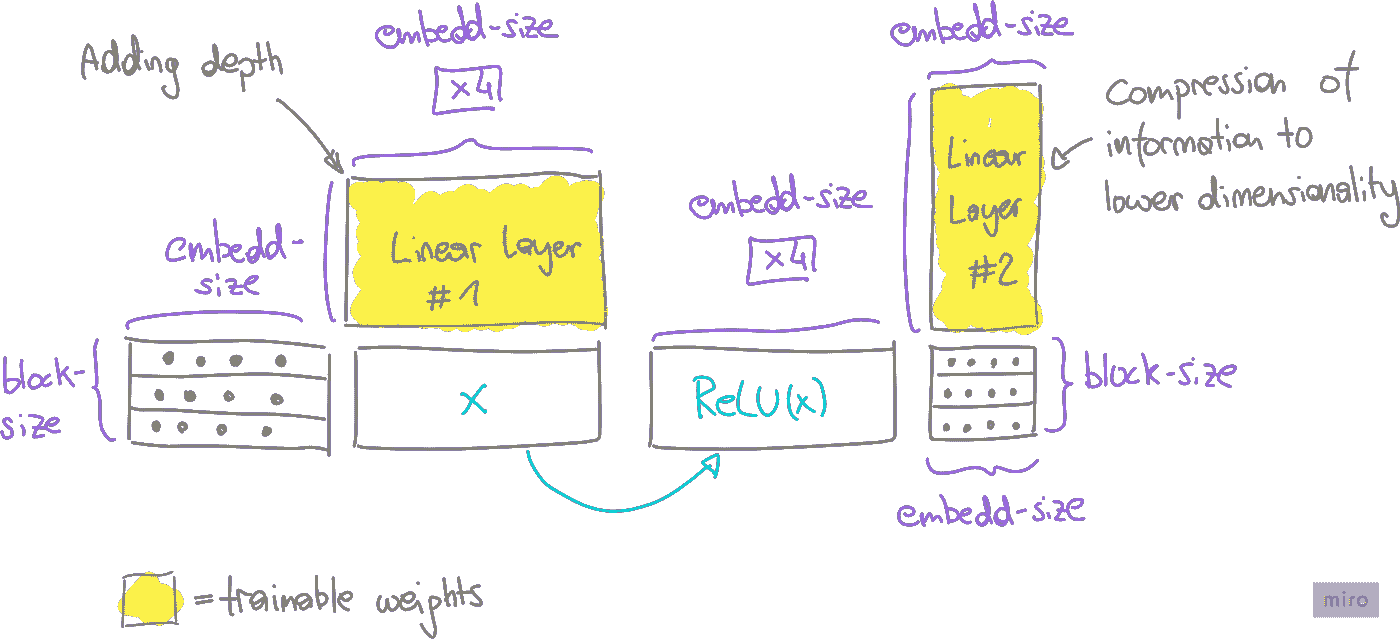 Adding depth
embedd-size
x4
embedd-
size
Linear Layer
#1
block-
size
x
embedd-size
x4
ReLU(x)
embedd-size
Linear
Layer
#2
Compression of
information to
lower dimensionality
block-size
embedd-size
= trainable weights
miro